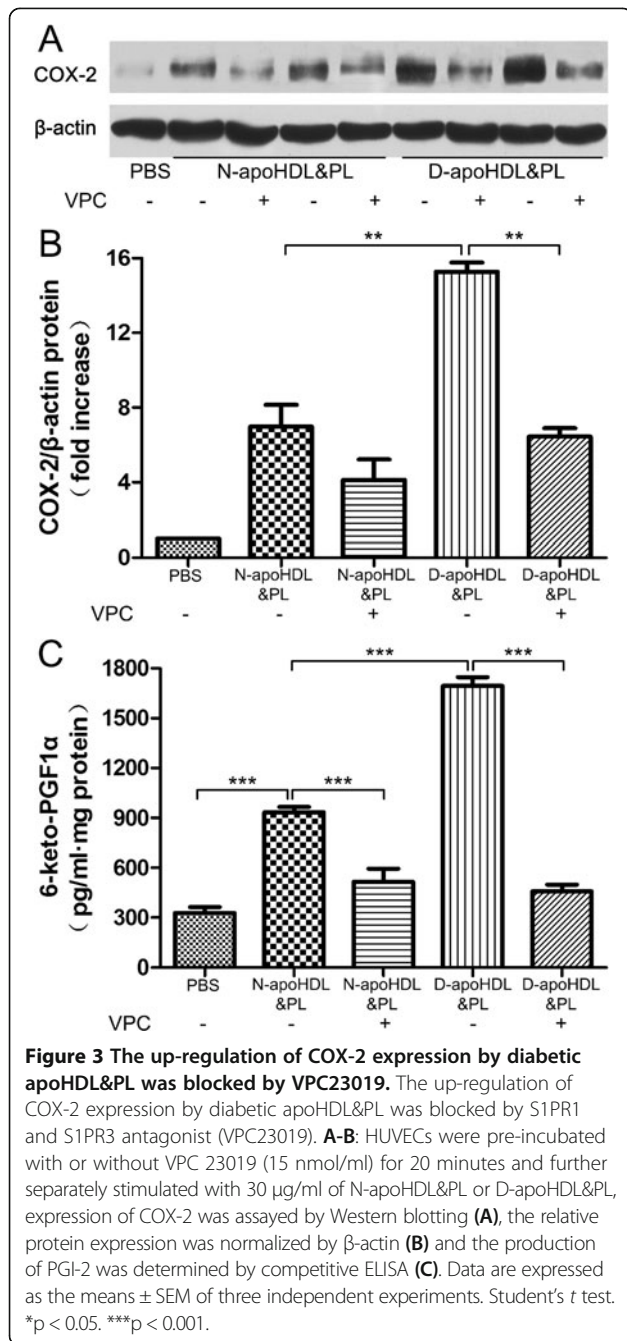 A
COX-2
β-actin
PBS N-apoHDL&PL D-apoHDL&PL
VPC - - + - + - + - +
B
** **
COX-2/β-actin protein
（fold increase）
16
12
8
4
0
PBS N-apoHDL &PL N-apoHDL &PL D-apoHDL &PL D-apoHDL &PL
VPC - - + - +
C
*** ***
*** ***
6-keto-PGF1α
（pg/ml·mg protein）
1800
1500
1200
900
600
300
0
PBS N-apoHDL &PL N-apoHDL &PL D-apoHDL &PL D-apoHDL &PL
VPC - - + - +
Figure 3 The up-regulation of COX-2 expression by diabetic
apoHDL&PL was blocked by VPC23019. The up-regulation of
COX-2 expression by diabetic apoHDL&PL was blocked by S1PR1
and S1PR3 antagonist (VPC23019). A-B: HUVECs were pre-incubated
with or without VPC 23019 (15 nmol/ml) for 20 minutes and further
separately stimulated with 30 μg/ml of N-apoHDL&PL or D-apoHDL&PL,
expression of COX-2 was assayed by Western blotting (A), the relative
protein expression was normalized by β-actin (B) and the production
of PGI-2 was determined by competitive ELISA (C). Data are expressed
as the means ± SEM of three independent experiments. Student's t test.
*p < 0.05. ***p < 0.001.